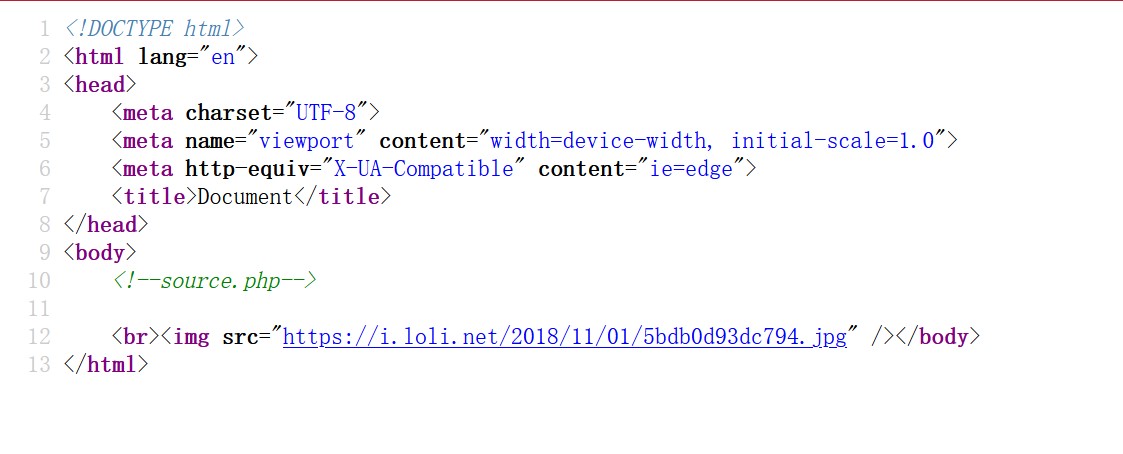 1 <!DOCTYPE html>
2 <html lang="en">
3 <head>
4     <meta charset="UTF-8">
5     <meta name="viewport" content="width=device-width, initial-scale=1.0">
6     <meta http-equiv="X-UA-Compatible" content="ie=edge">
7     <title>Document</title>
8 </head>
9 <body>
10     <!--source.php-->
11
12     <br><img src="https://i.loli.net/2018/11/01/5bdb0d93dc794.jpg" /></body>
13 </html>